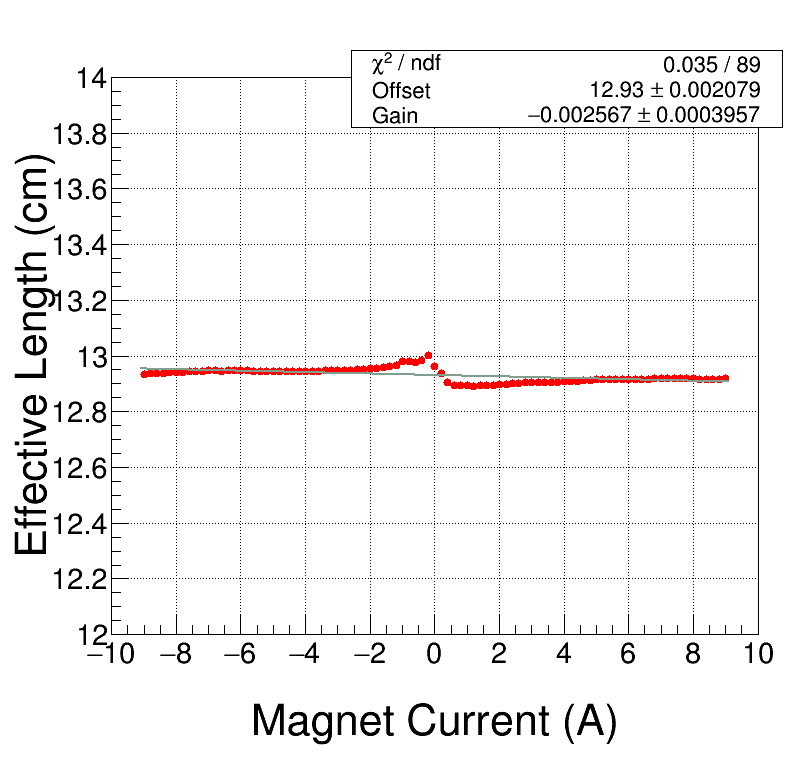 χ² / ndf 0.035 / 89
Offset 12.93 ± 0.002079
Gain −0.002567 ± 0.0003957
14
13.8
13.6
13.4
13.2
13
12.8
12.6
12.4
12.2
12
Effective Length (cm)
−10 −8 −6 −4 −2 0 2 4 6 8 10
Magnet Current (A)